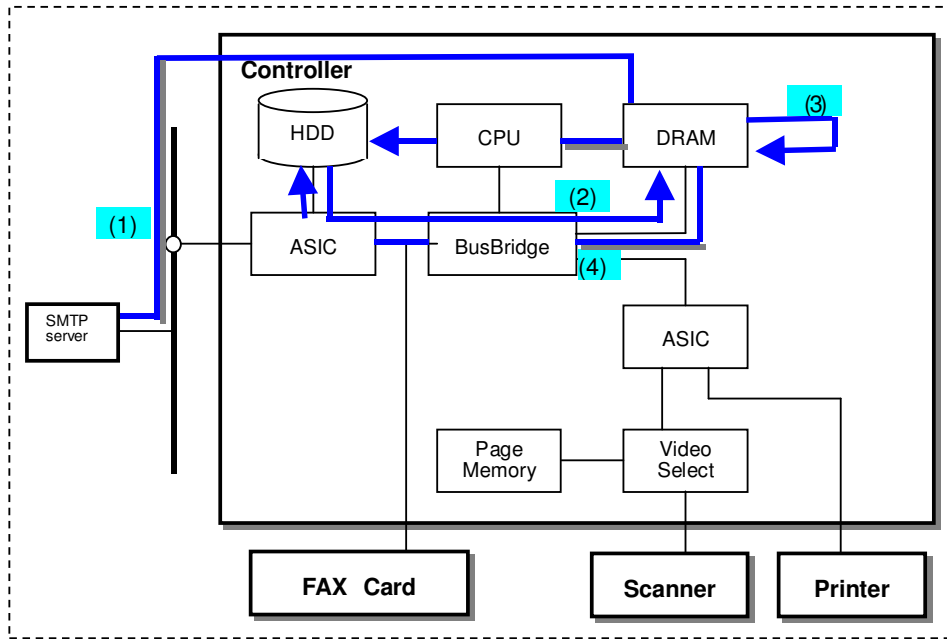 Controller
(3)
HDD
CPU
DRAM
(2)
(1)
ASIC
BusBridge
(4)
SMTP
server
ASIC
Page
Memory
Video
Select
FAX Card
Scanner
Printer